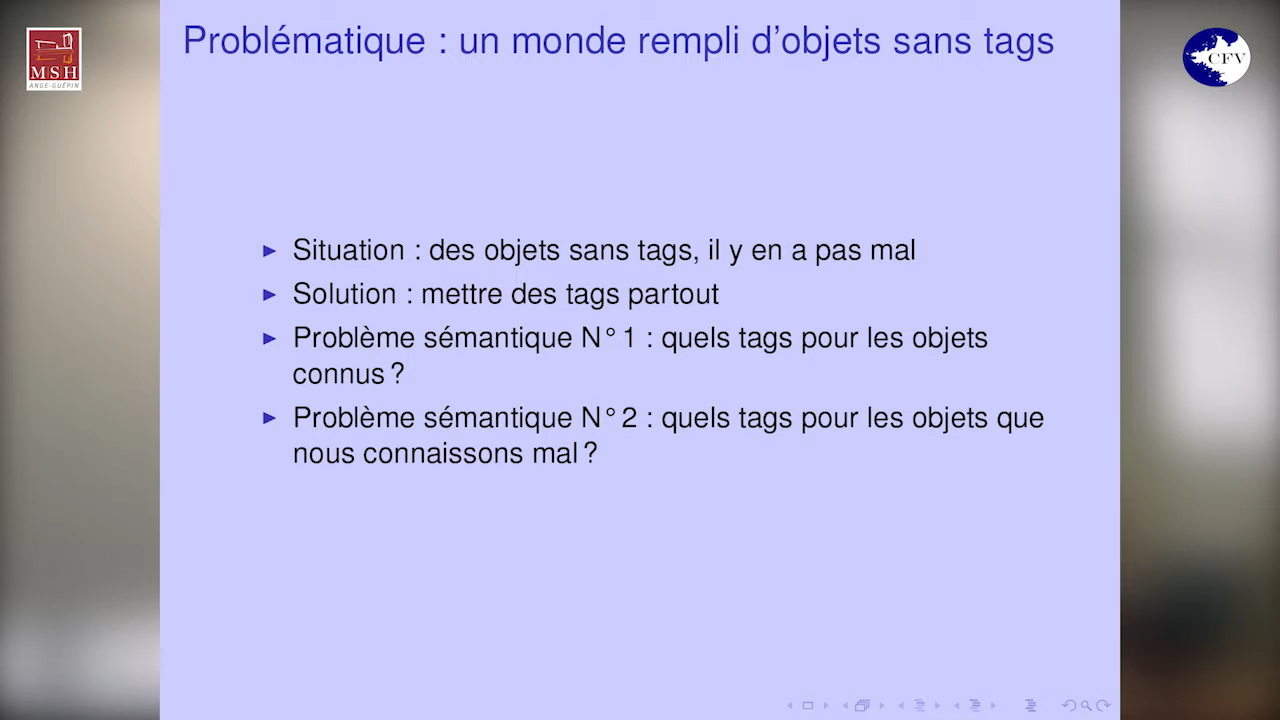 Problématique : un monde rempli d'objets sans tags
MSH
ANGE-GUÉPIN
CFV
Situation : des objets sans tags, il y en a pas mal
Solution : mettre des tags partout
Problème sémantique N° 1 : quels tags pour les objets
connus ?
Problème sémantique N° 2 : quels tags pour les objets que
nous connaissons mal ?